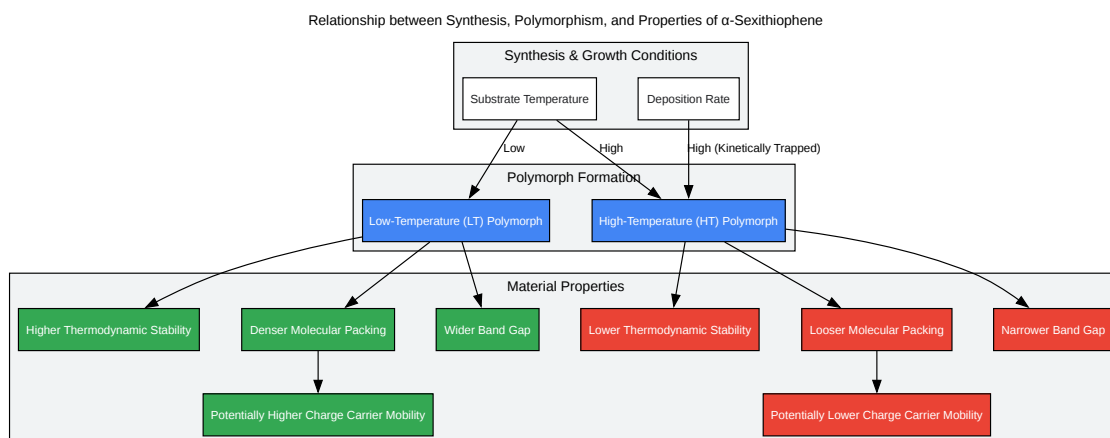 Relationship between Synthesis, Polymorphism, and Properties of α-Sexithiophene
Synthesis & Growth Conditions
Substrate Temperature
Deposition Rate
Low
High
High (Kinetically Trapped)
Polymorph Formation
Low-Temperature (LT) Polymorph
High-Temperature (HT) Polymorph
Material Properties
Higher Thermodynamic Stability
Denser Molecular Packing
Wider Band Gap
Lower Thermodynamic Stability
Looser Molecular Packing
Narrower Band Gap
Potentially Higher Charge Carrier Mobility
Potentially Lower Charge Carrier Mobility